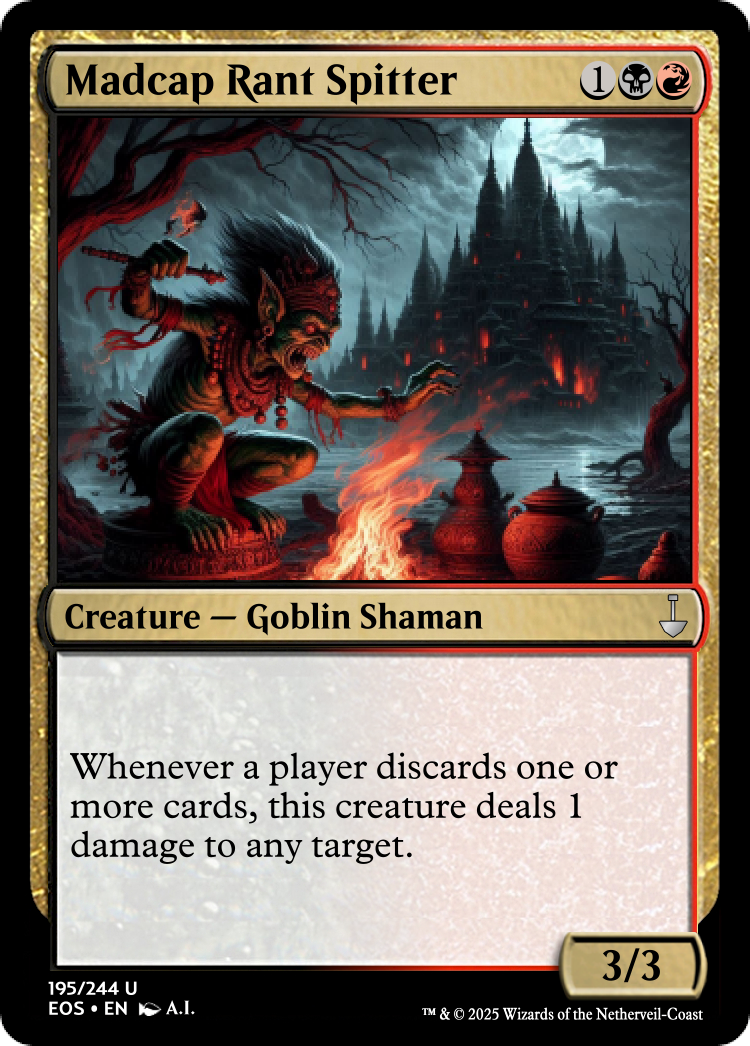 Madcap Rant Spitter 1
Creature — Goblin Shaman
Whenever a player discards one or
more cards, this creature deals 1
damage to any target.
3/3
195/244 U
EOS • EN A.I.
™ & © 2025 Wizards of the Netherveil-Coast